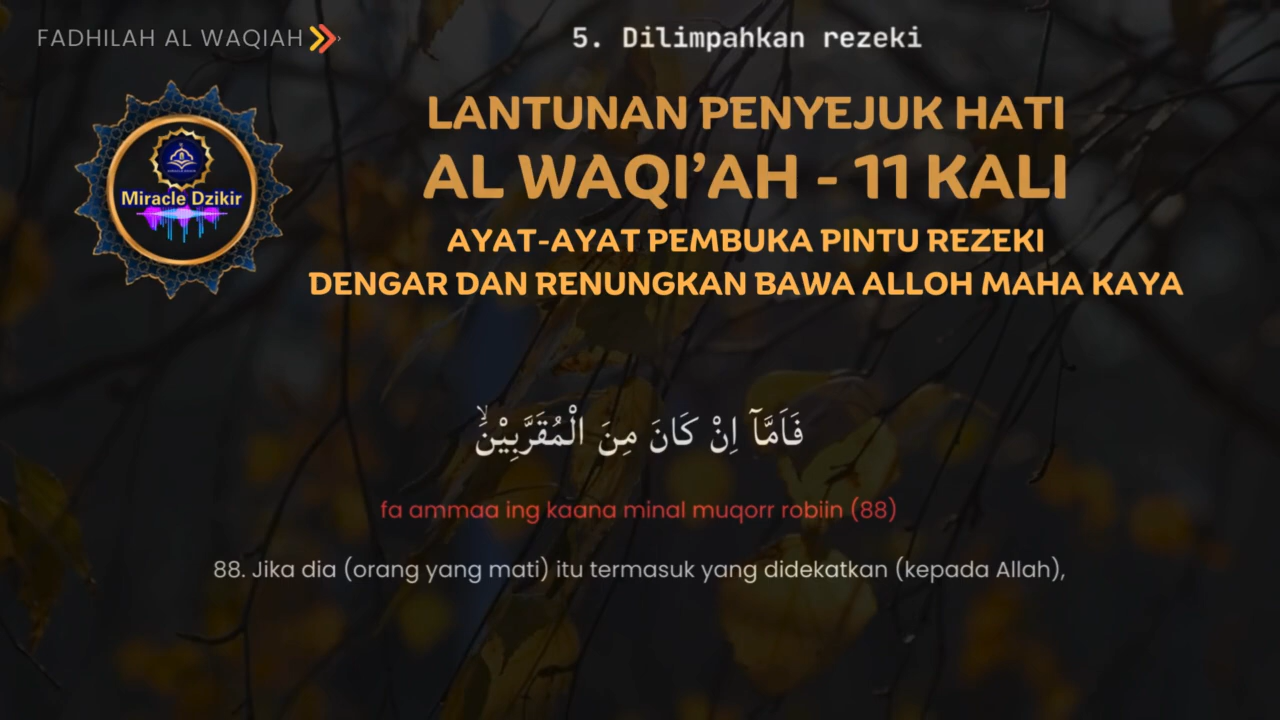 FADHILAH AL WAQIAH
5. Dilimpahkan rezeki
LANTUNAN PENYEJUK HATI
AL WAQI’AH - 11 KALI
AYAT-AYAT PEMBUKA PINTU REZEKI
DENGAR DAN RENUNGKAN BAWA ALLOH MAHA KAYA
Miracle Dzikir
فَاَمَّآ اِنْ كَانَ مِنَ الْمُقَرَّبِيْنَۙ
fa ammaa ing kaana minal muqorr robiin (88)
88. Jika dia (orang yang mati) itu termasuk yang didekatkan (kepada Allah),